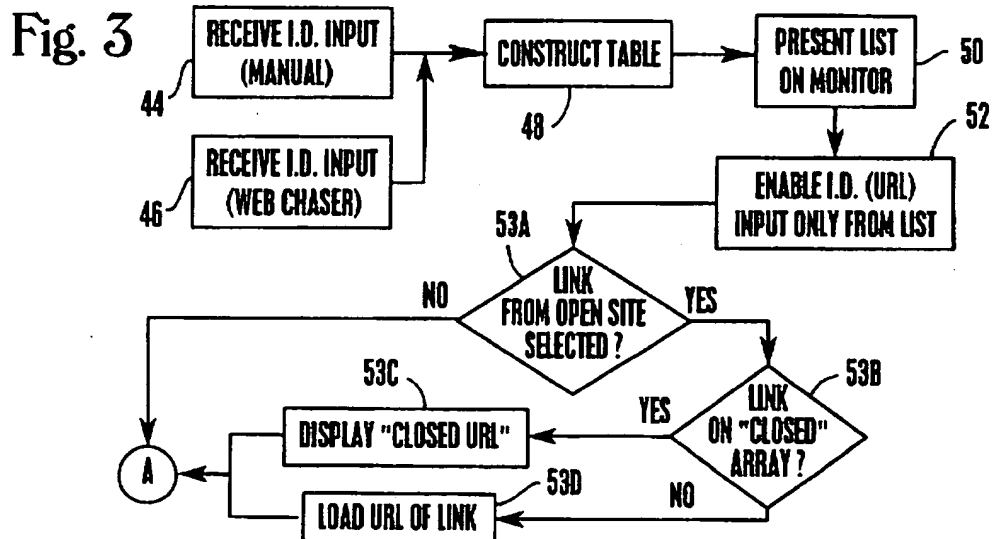 Fig. 3
RECEIVE I.D. INPUT
(MANUAL)
44
RECEIVE I.D. INPUT
(WEB CHASER)
46
CONSTRUCT TABLE
48
PRESENT LIST
ON MONITOR
50
52
ENABLE I.D. (URL)
INPUT ONLY FROM LIST
53A
LINK
FROM OPEN SITE
SELECTED ?
NO
YES
53B
LINK
ON "CLOSED"
ARRAY ?
YES
NO
53C
DISPLAY "CLOSED URL"
53D
LOAD URL OF LINK
A